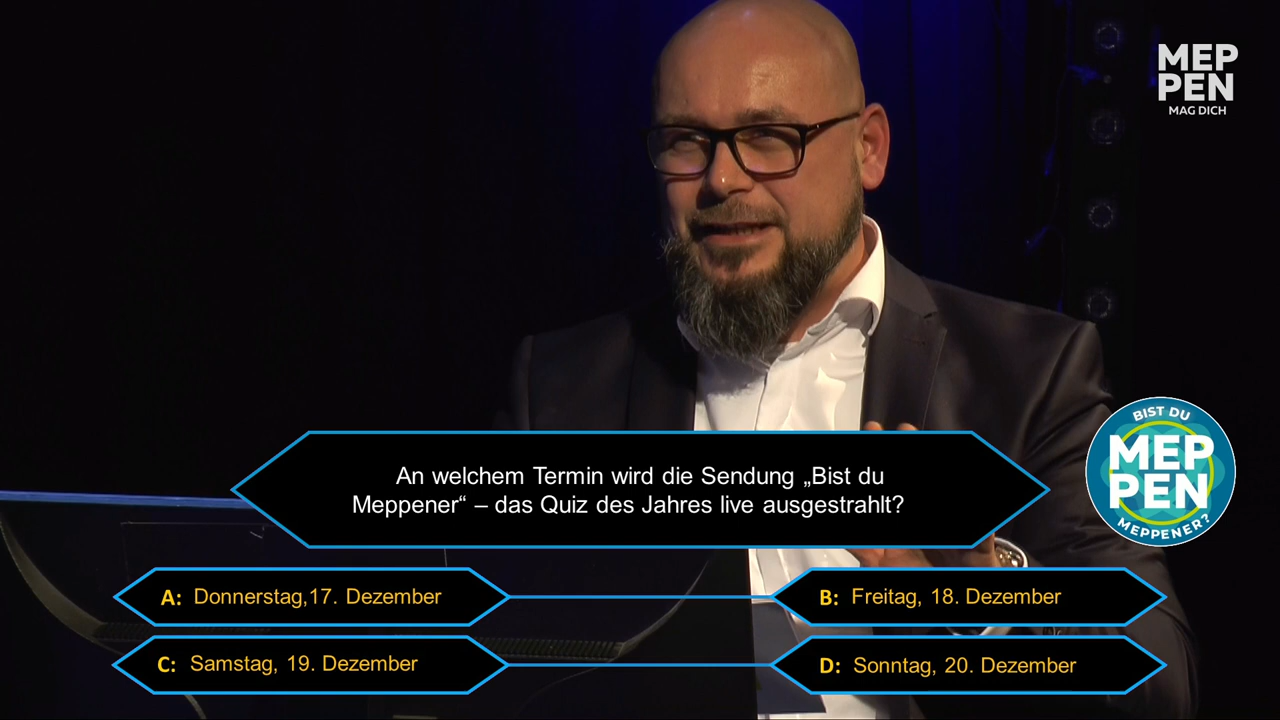 MEP
PEN
MAG DICH
BIST DU
MEP
PEN
MEPPENER?
An welchem Termin wird die Sendung „Bist du
Meppener“ – das Quiz des Jahres live ausgestrahlt?
A: Donnerstag,17. Dezember
B: Freitag, 18. Dezember
C: Samstag, 19. Dezember
D: Sonntag, 20. Dezember